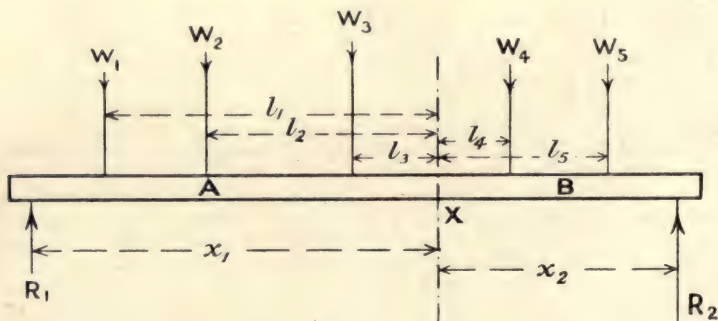 W₃
W₂
W₁
W₄
W₅
l₁
l₂
l₃
l₄
l₅
A
B
X
x₁
x₂
R₁
R₂